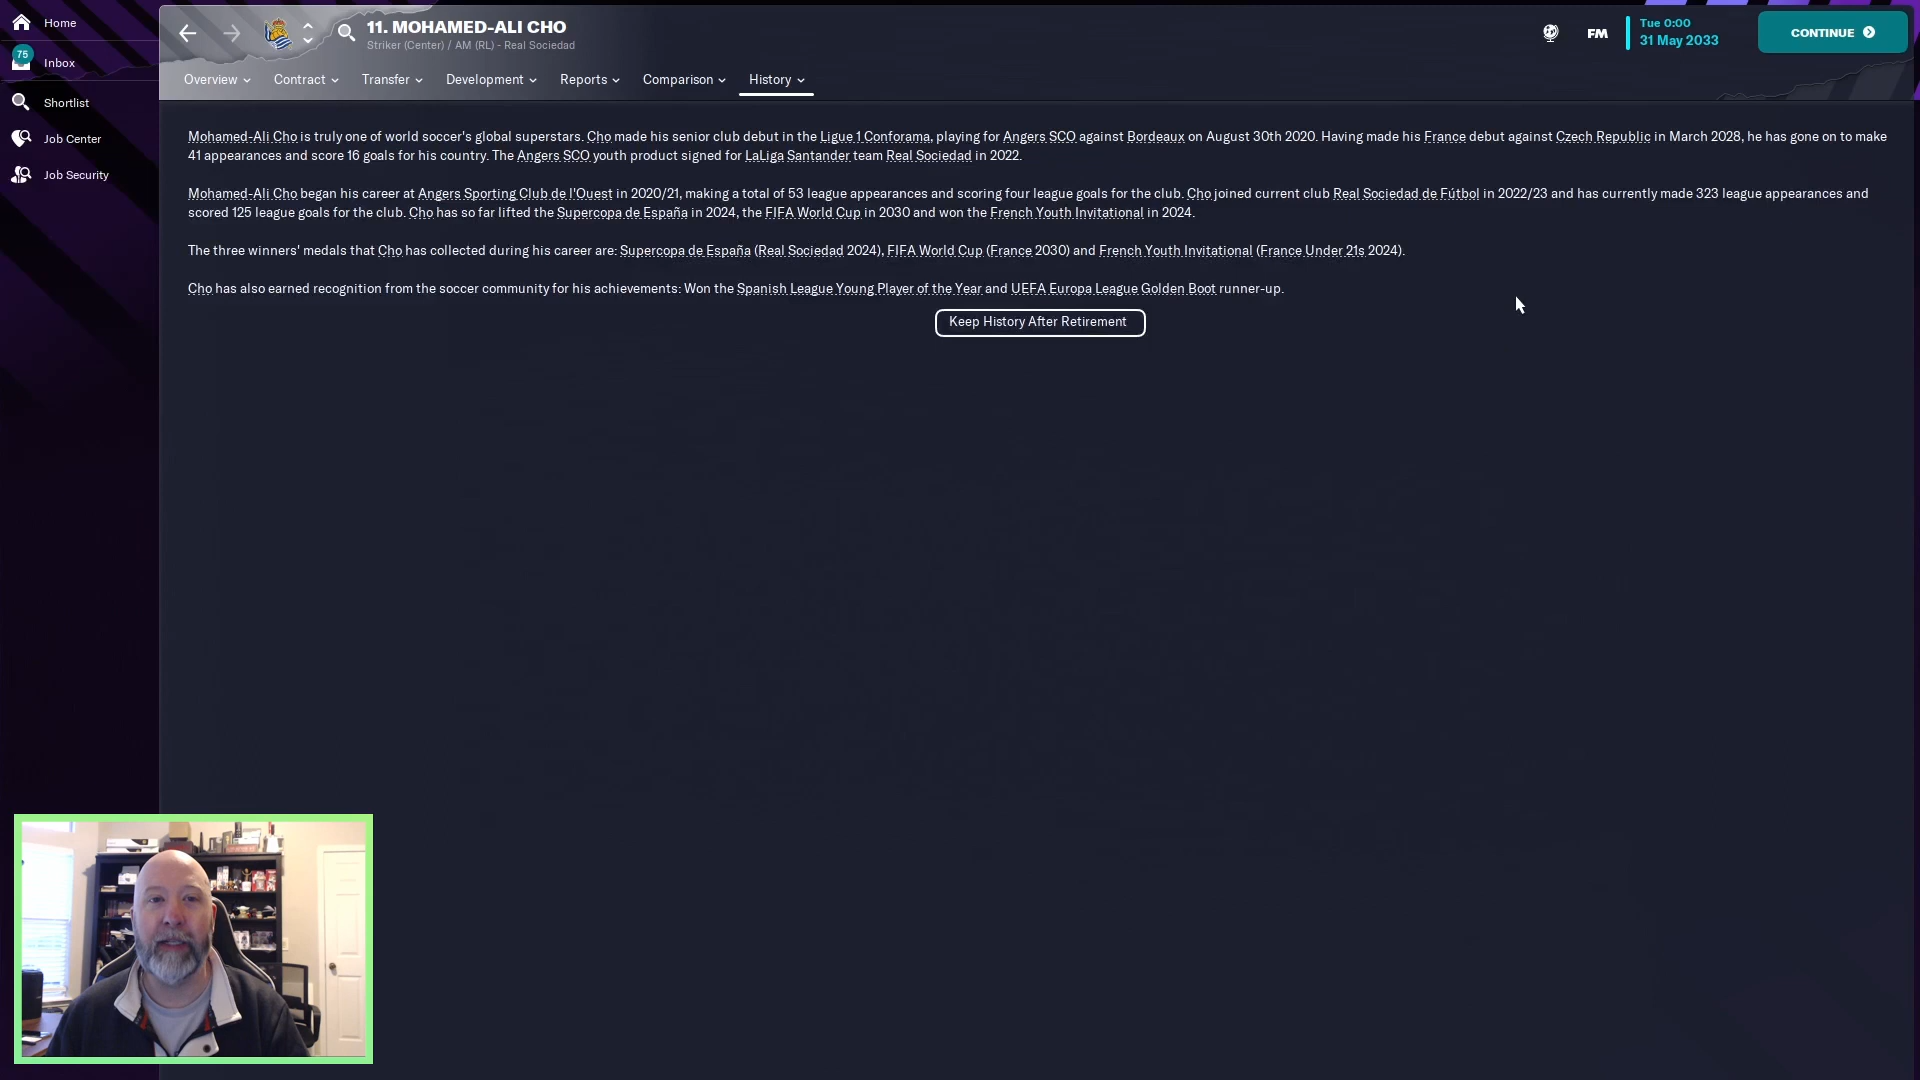 Home
75
Inbox
Shortlist
Job Center
Job Security
11. MOHAMED-ALI CHO
Striker (Center) / AM (RL) - Real Sociedad
FM
Tue 0:00
31 May 2033
CONTINUE
Overview
Contract
Transfer
Development
Reports
Comparison
History
Mohamed-Ali Cho is truly one of world soccer's global superstars. Cho made his senior club debut in the Ligue 1 Conforama, playing for Angers SCO against Bordeaux on August 30th 2020. Having made his France debut against Czech Republic in March 2028, he has gone on to make
41 appearances and score 16 goals for his country. The Angers SCO youth product signed for LaLiga Santander team Real Sociedad in 2022.
Mohamed-Ali Cho began his career at Angers Sporting Club de l'Ouest in 2020/21, making a total of 53 league appearances and scoring four league goals for the club. Cho joined current club Real Sociedad de Fútbol in 2022/23 and has currently made 323 league appearances and
scored 125 league goals for the club. Cho has so far lifted the Supercopa de España in 2024, the FIFA World Cup in 2030 and won the French Youth Invitational in 2024.
The three winners' medals that Cho has collected during his career are: Supercopa de España (Real Sociedad 2024), FIFA World Cup (France 2030) and French Youth Invitational (France Under 21s 2024).
Cho has also earned recognition from the soccer community for his achievements: Won the Spanish League Young Player of the Year and UEFA Europa League Golden Boot runner-up.
Keep History After Retirement